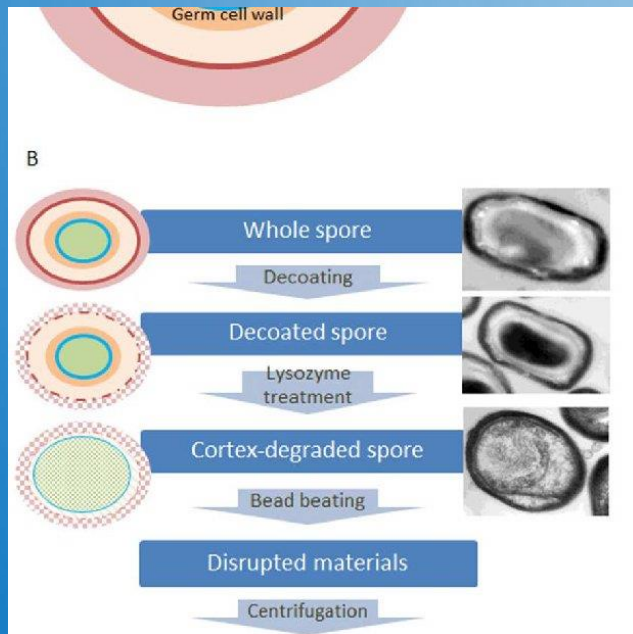 Germ cell wall
B
Whole spore
Decoating
Decoated spore
Lysozyme
treatment
Cortex-degraded spore
Bead beating
Disrupted materials
Centrifugation